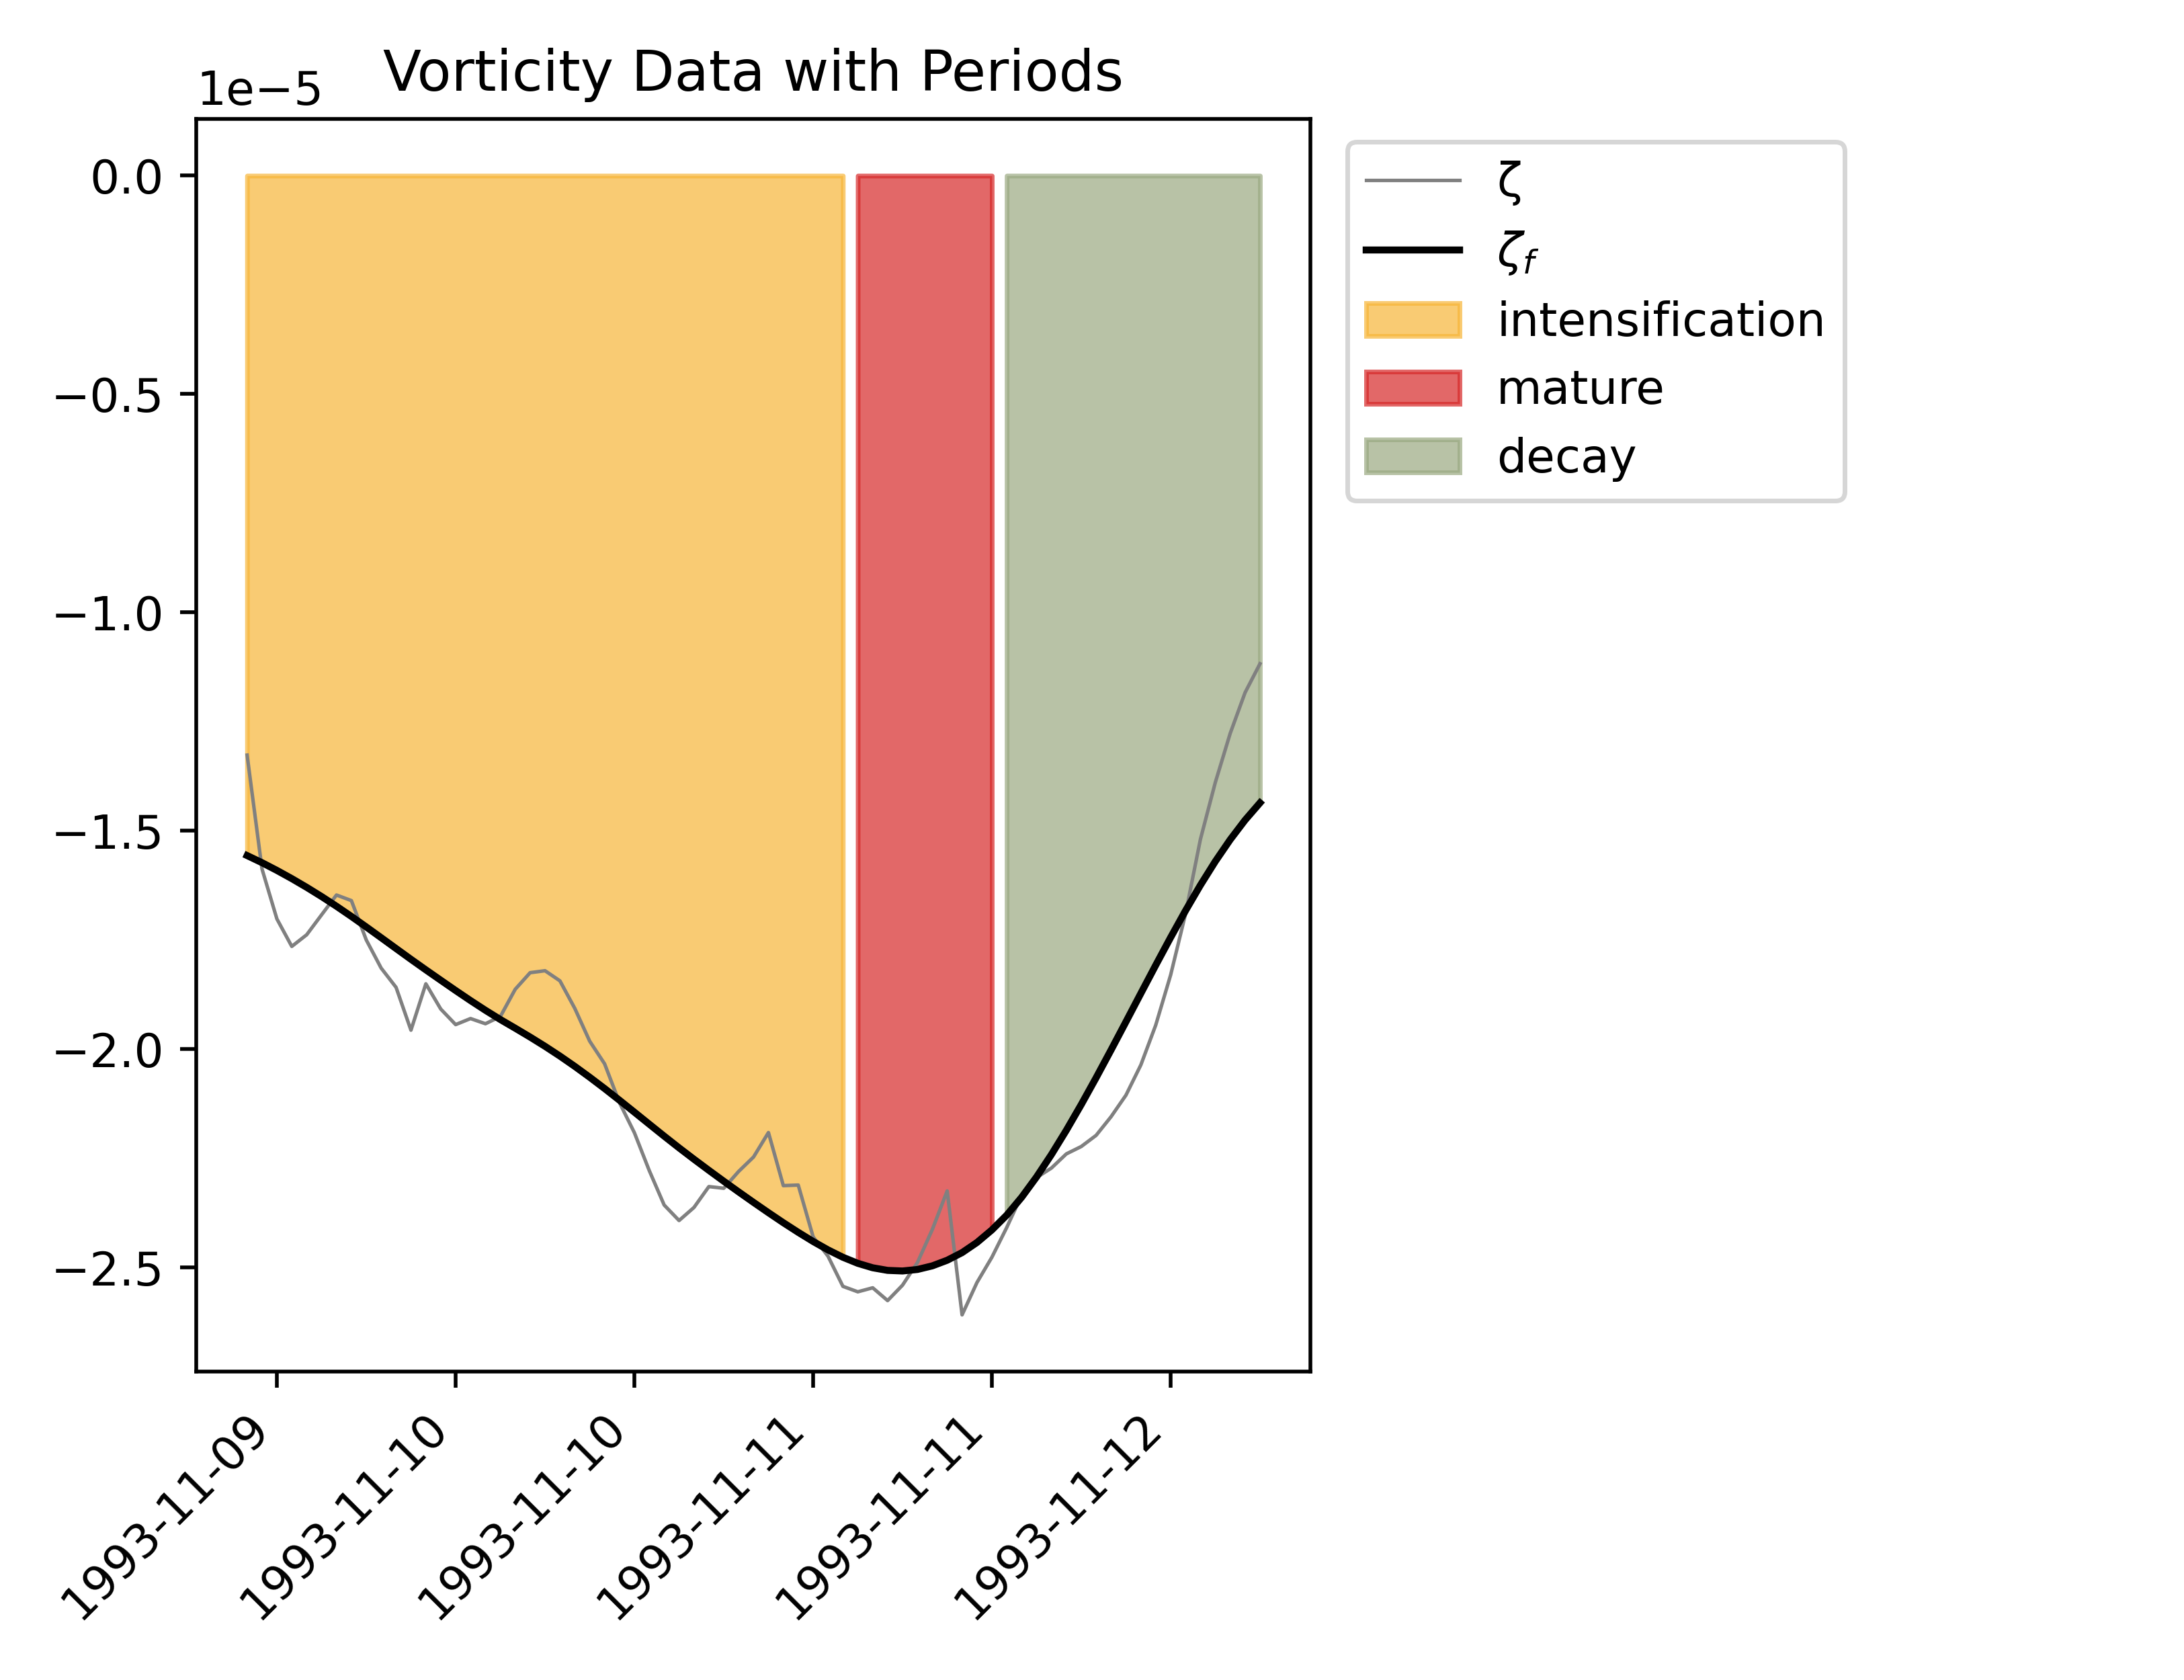 Vorticity Data with Periods
1e−5
0.0
−0.5
−1.0
−1.5
−2.0
−2.5
1993-11-09
1993-11-10
1993-11-10
1993-11-11
1993-11-11
1993-11-12
ζ
ζf
intensification
mature
decay